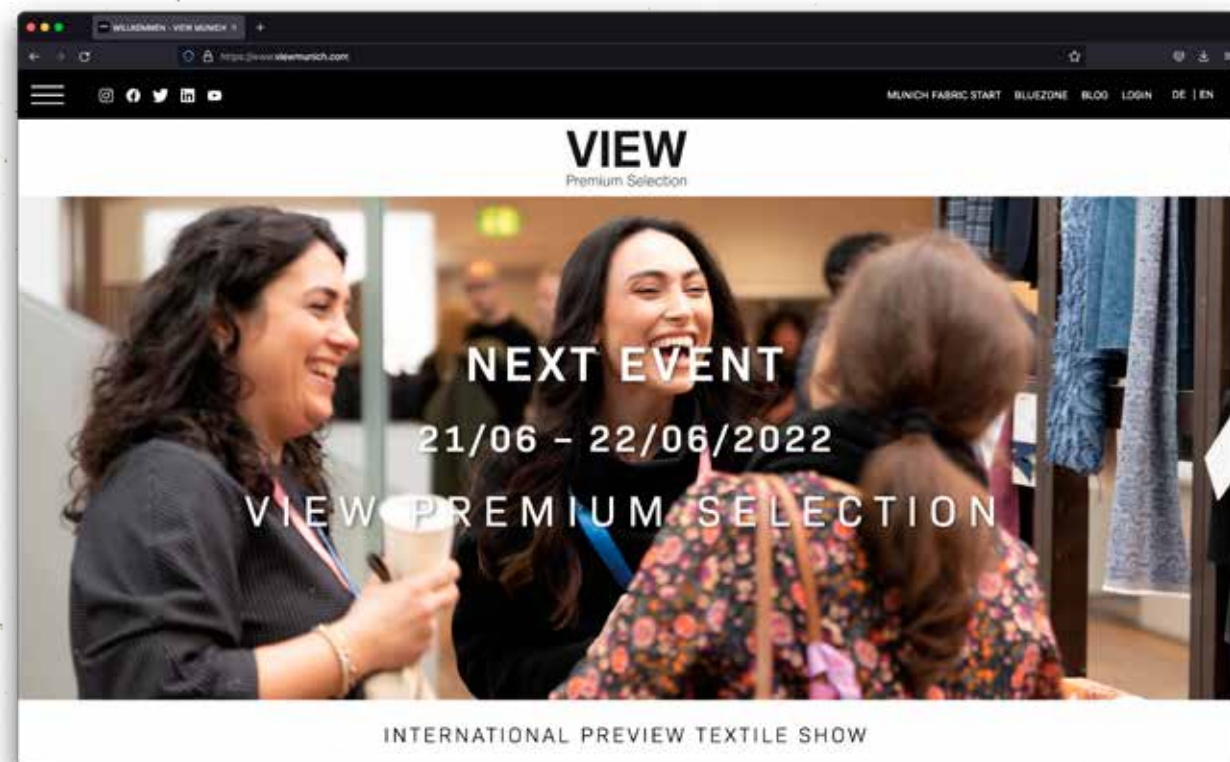 WILLKOMMEN - VIEW MUNICH
https://www.viewmunich.com
MUNICH FABRIC START BLUEZONE BLOG LOGIN DE | EN
VIEW
Premium Selection
NEXT EVENT
21/06 – 22/06/2022
VIEW PREMIUM SELECTION
INTERNATIONAL PREVIEW TEXTILE SHOW